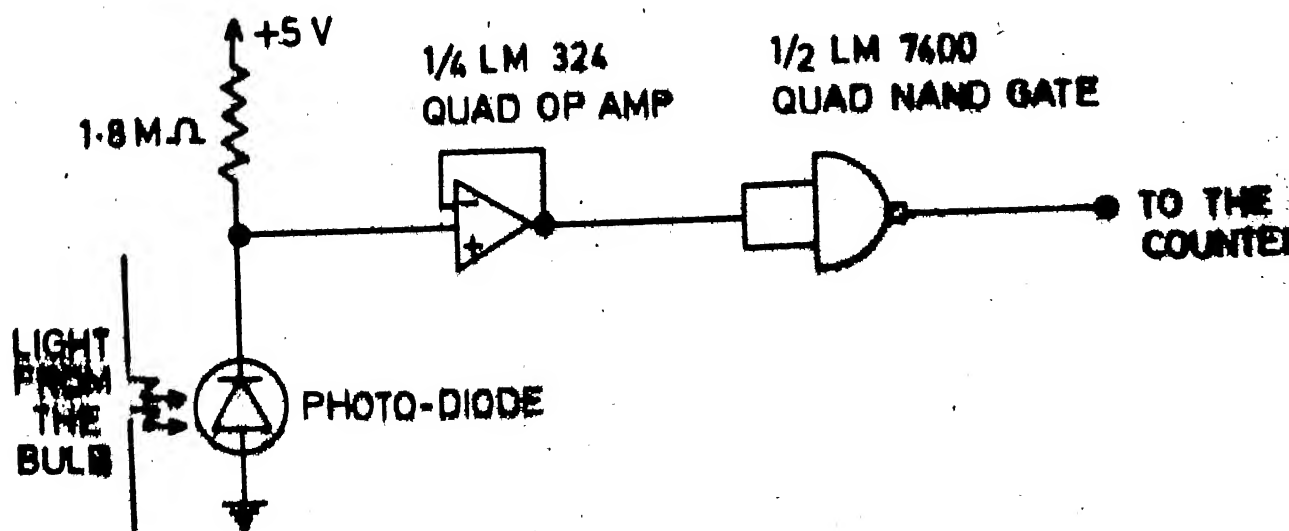 +5 V
1.8 MΩ
1/4 LM 324
QUAD OP AMP
1/2 LM 7400
QUAD NAND GATE
-
+
TO THE
COUNTE
LIGHT
FROM
THE
BULB
PHOTO-DIODE